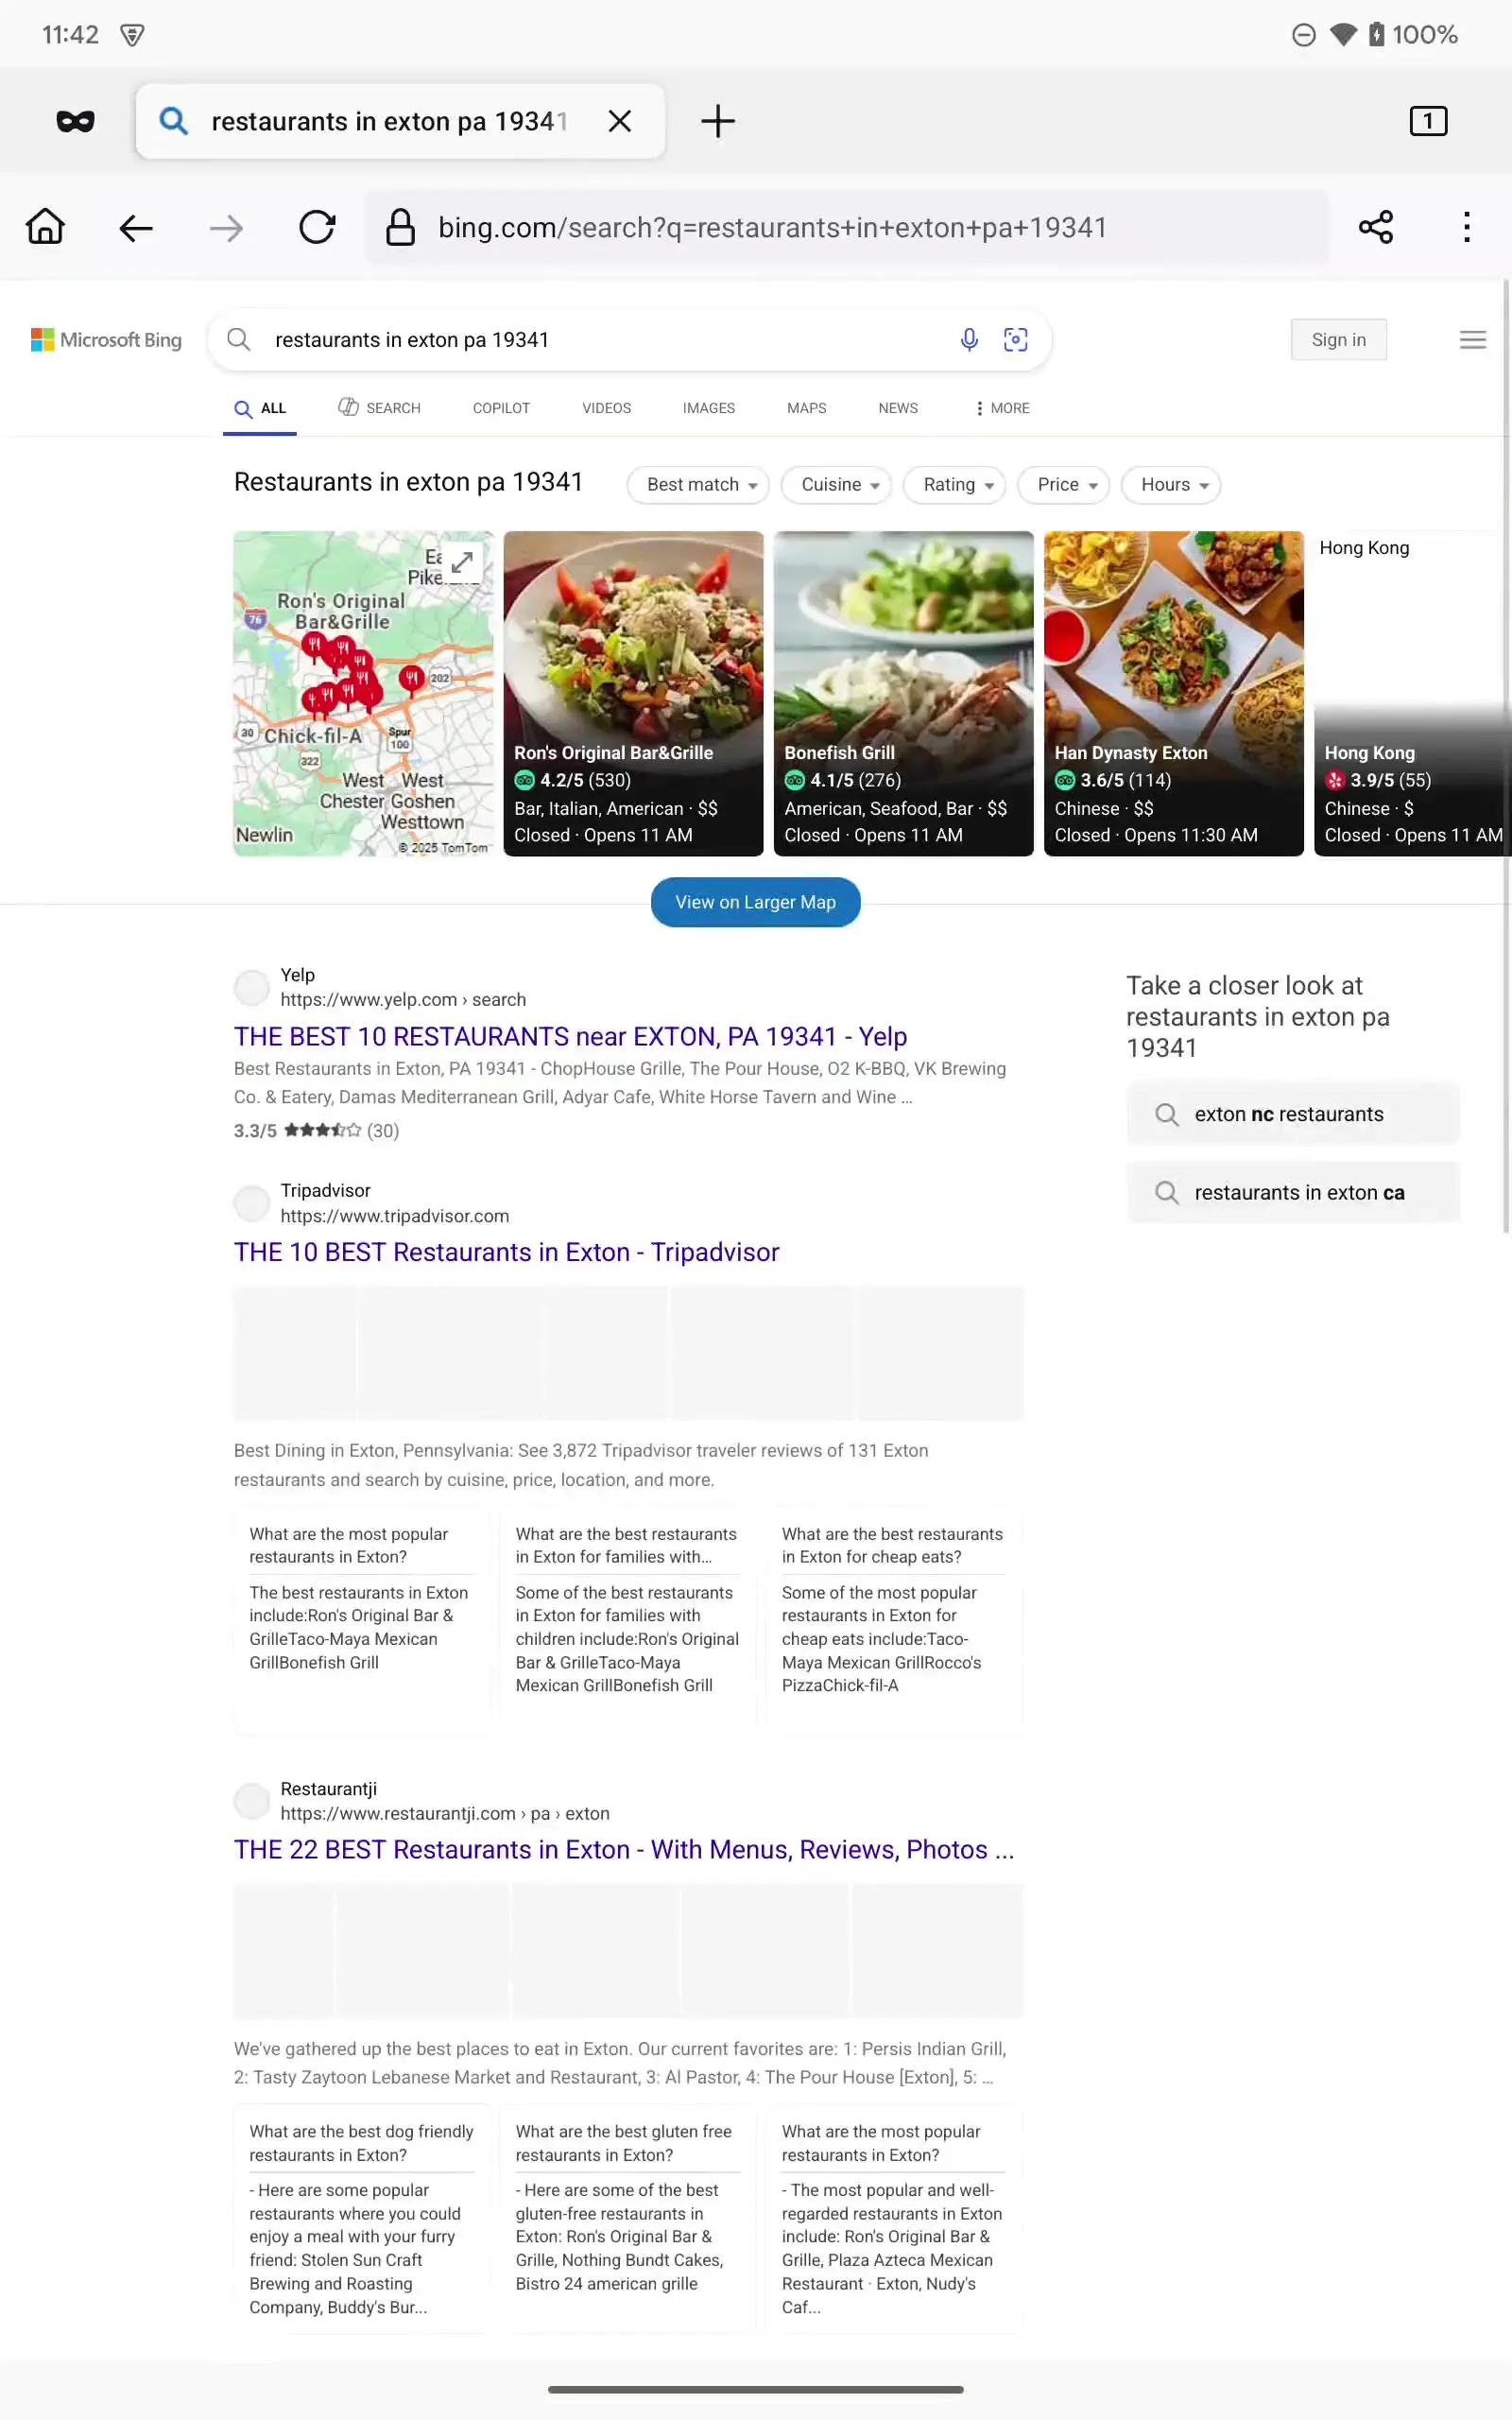 11:42
100%
restaurants in exton pa 19341
1
bing.com/search?q=restaurants+in+exton+pa+19341
Microsoft Bing
restaurants in exton pa 19341
Sign in
ALL
SEARCH
COPILOT
VIDEOS
IMAGES
MAPS
NEWS
MORE
Restaurants in exton pa 19341
Best match
Cuisine
Rating
Price
Hours
Ron's Original
Bar&Grille
76
202
30
Chick-fil-A
Spur
100
322
West West
Chester Goshen
Westtown
Newlin
© 2025 TomTom
Ron's Original Bar&Grille
4.2/5 (530)
Bar, Italian, American · $$
Closed · Opens 11 AM
Bonefish Grill
4.1/5 (276)
American, Seafood, Bar · $$
Closed · Opens 11 AM
Han Dynasty Exton
3.6/5 (114)
Chinese · $$
Closed · Opens 11:30 AM
Hong Kong
Hong Kong
3.9/5 (55)
Chinese · $
Closed · Opens 11 AM
View on Larger Map
Yelp
https://www.yelp.com › search
THE BEST 10 RESTAURANTS near EXTON, PA 19341 - Yelp
Best Restaurants in Exton, PA 19341 - ChopHouse Grille, The Pour House, O2 K-BBQ, VK Brewing
Co. & Eatery, Damas Mediterranean Grill, Adyar Cafe, White Horse Tavern and Wine ...
3.3/5 (30)
Take a closer look at
restaurants in exton pa
19341
exton nc restaurants
restaurants in exton ca
Tripadvisor
https://www.tripadvisor.com
THE 10 BEST Restaurants in Exton - Tripadvisor
Best Dining in Exton, Pennsylvania: See 3,872 Tripadvisor traveler reviews of 131 Exton
restaurants and search by cuisine, price, location, and more.
What are the most popular
restaurants in Exton?
The best restaurants in Exton
include:Ron's Original Bar &
GrilleTaco-Maya Mexican
GrillBonefish Grill
What are the best restaurants
in Exton for families with...
Some of the best restaurants
in Exton for families with
children include:Ron's Original
Bar & GrilleTaco-Maya
Mexican GrillBonefish Grill
What are the best restaurants
in Exton for cheap eats?
Some of the most popular
restaurants in Exton for
cheap eats include:Taco-
Maya Mexican GrillRocco's
PizzaChick-fil-A
Restaurantji
https://www.restaurantji.com › pa › exton
THE 22 BEST Restaurants in Exton - With Menus, Reviews, Photos ...
We've gathered up the best places to eat in Exton. Our current favorites are: 1: Persis Indian Grill,
2: Tasty Zaytoon Lebanese Market and Restaurant, 3: Al Pastor, 4: The Pour House [Exton], 5: ...
What are the best dog friendly
restaurants in Exton?
- Here are some popular
restaurants where you could
enjoy a meal with your furry
friend: Stolen Sun Craft
Brewing and Roasting
Company, Buddy's Bur...
What are the best gluten free
restaurants in Exton?
- Here are some of the best
gluten-free restaurants in
Exton: Ron's Original Bar &
Grille, Nothing Bundt Cakes,
Bistro 24 american grille
What are the most popular
restaurants in Exton?
- The most popular and well-
regarded restaurants in Exton
include: Ron's Original Bar &
Grille, Plaza Azteca Mexican
Restaurant · Exton, Nudy's
Caf...